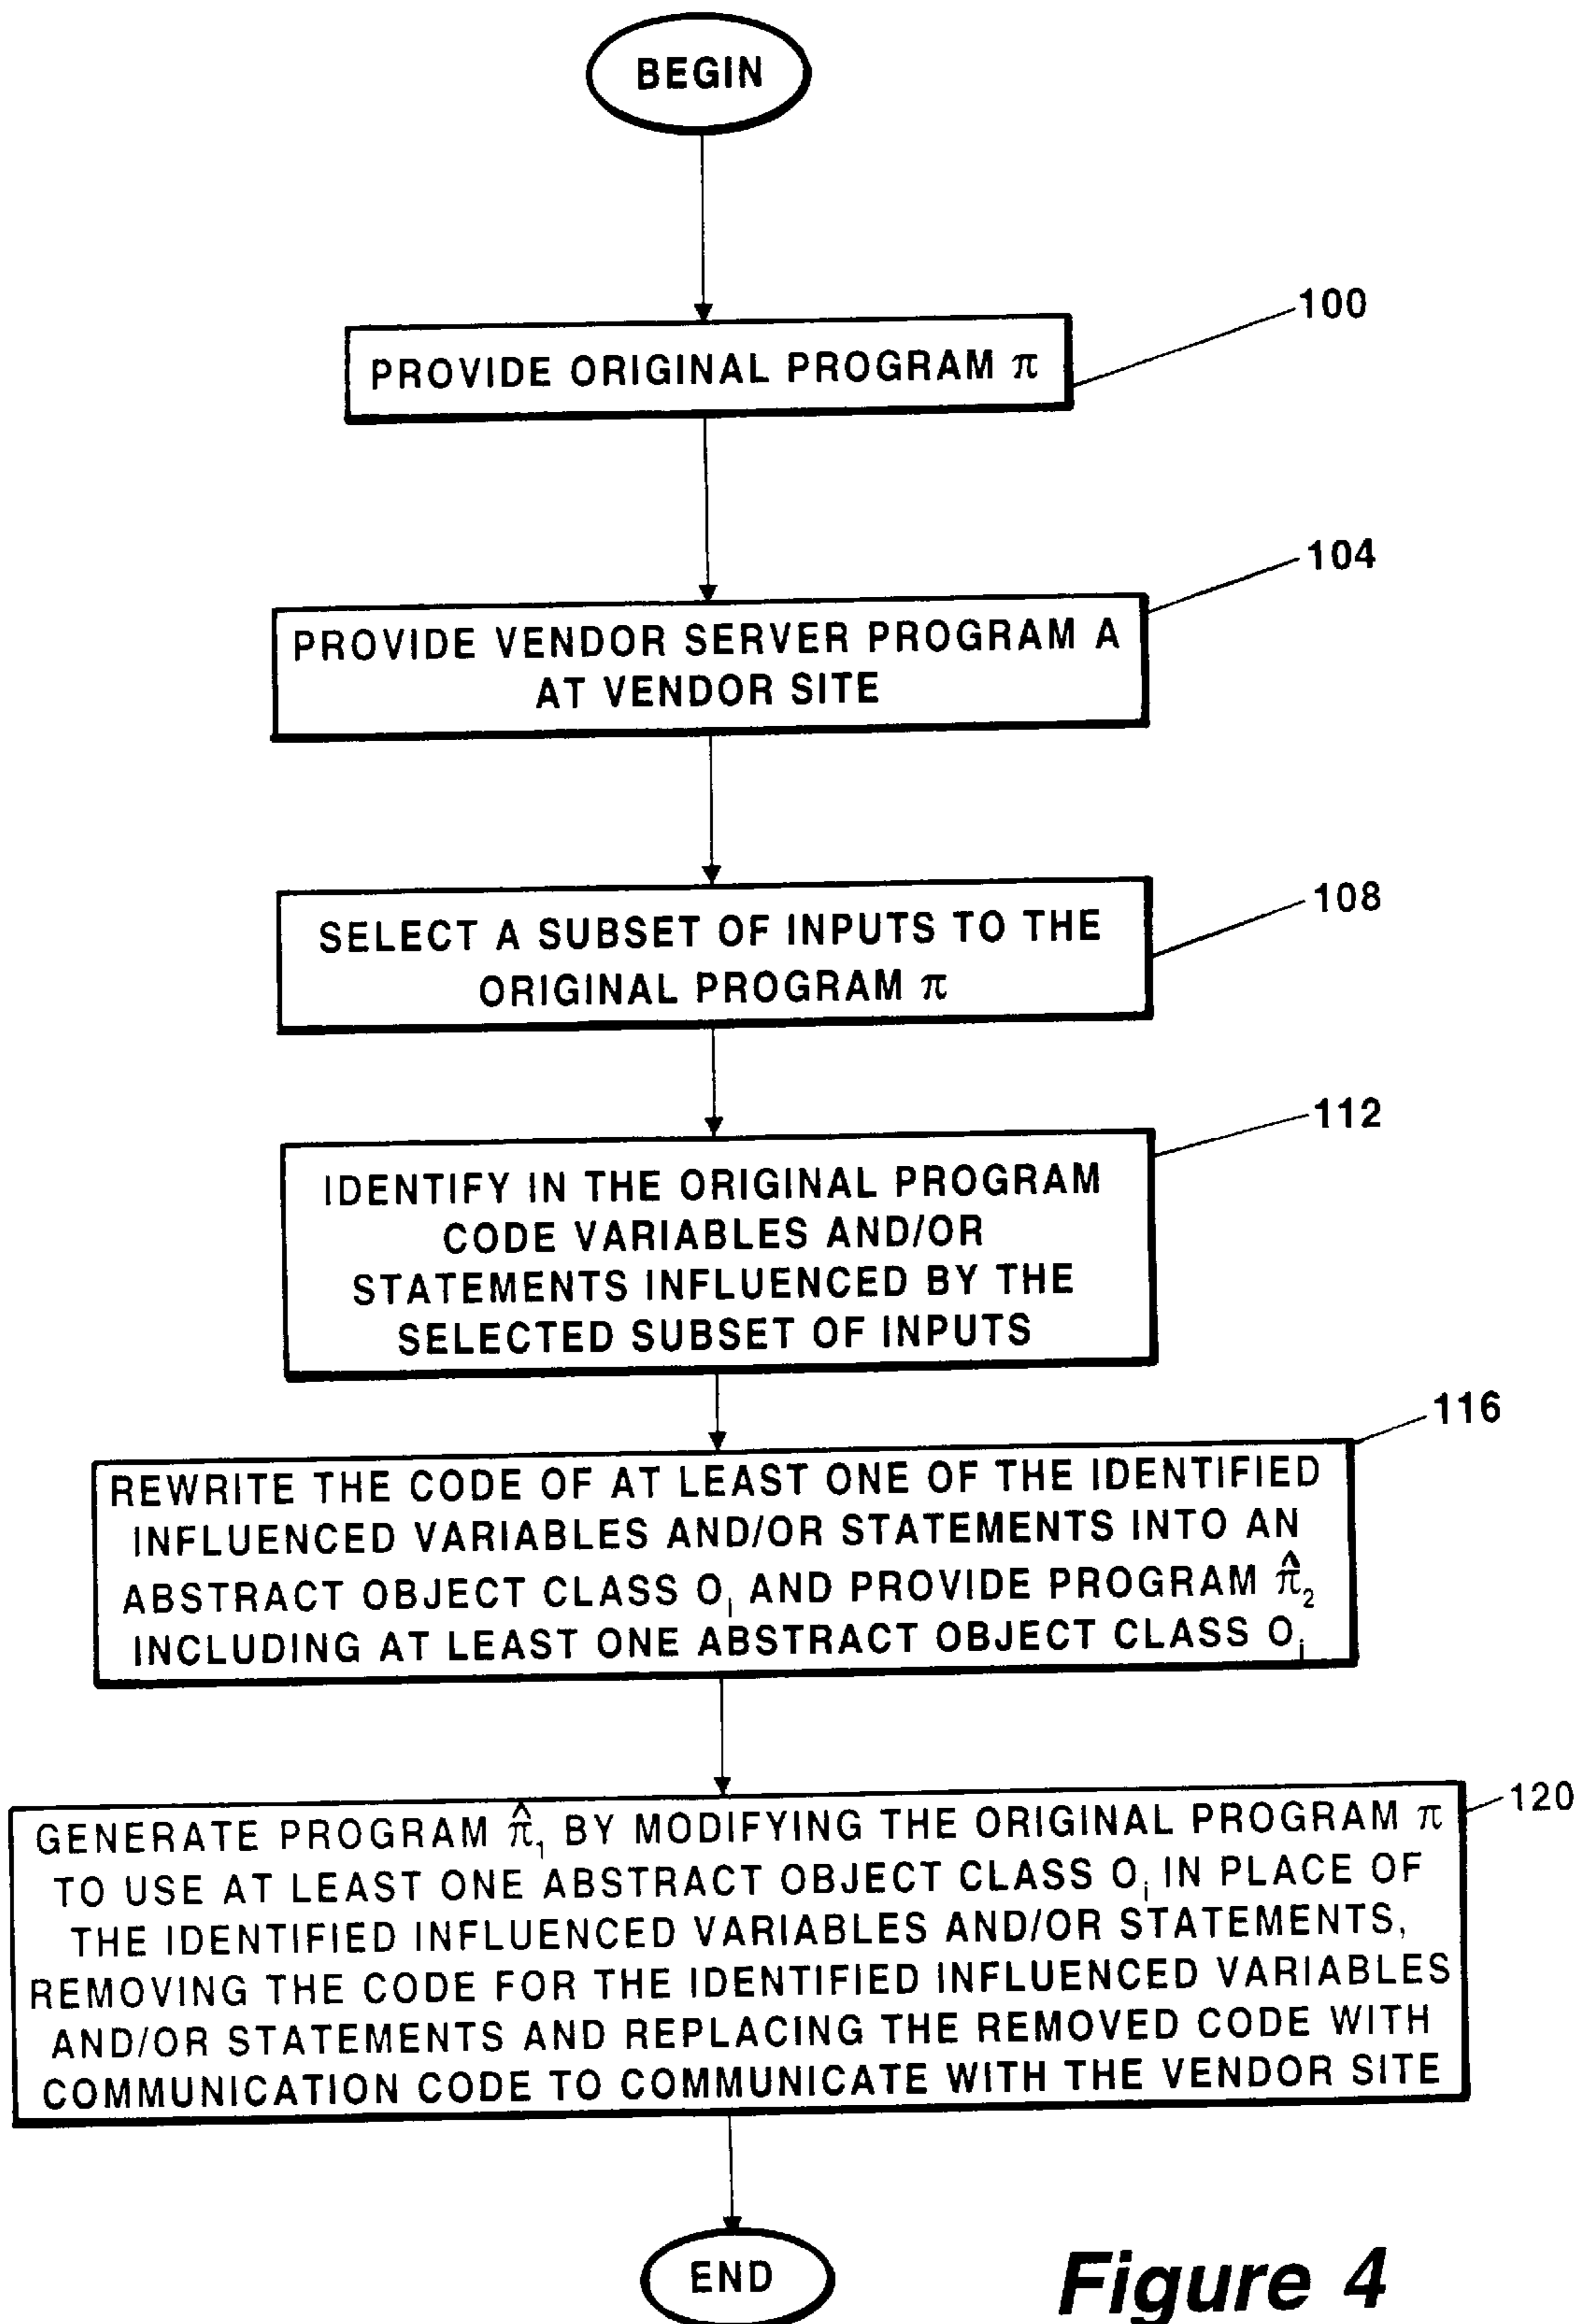 BEGIN
100
PROVIDE ORIGINAL PROGRAM π
104
PROVIDE VENDOR SERVER PROGRAM A
AT VENDOR SITE
108
SELECT A SUBSET OF INPUTS TO THE
ORIGINAL PROGRAM π
112
IDENTIFY IN THE ORIGINAL PROGRAM
CODE VARIABLES AND/OR
STATEMENTS INFLUENCED BY THE
SELECTED SUBSET OF INPUTS
116
REWRITE THE CODE OF AT LEAST ONE OF THE IDENTIFIED
INFLUENCED VARIABLES AND/OR STATEMENTS INTO AN
ABSTRACT OBJECT CLASS Oᵢ AND PROVIDE PROGRAM π̂₂
INCLUDING AT LEAST ONE ABSTRACT OBJECT CLASS Oᵢ
120
GENERATE PROGRAM π̂₁ BY MODIFYING THE ORIGINAL PROGRAM π
TO USE AT LEAST ONE ABSTRACT OBJECT CLASS Oᵢ IN PLACE OF
THE IDENTIFIED INFLUENCED VARIABLES AND/OR STATEMENTS,
REMOVING THE CODE FOR THE IDENTIFIED INFLUENCED VARIABLES
AND/OR STATEMENTS AND REPLACING THE REMOVED CODE WITH
COMMUNICATION CODE TO COMMUNICATE WITH THE VENDOR SITE
END
Figure 4